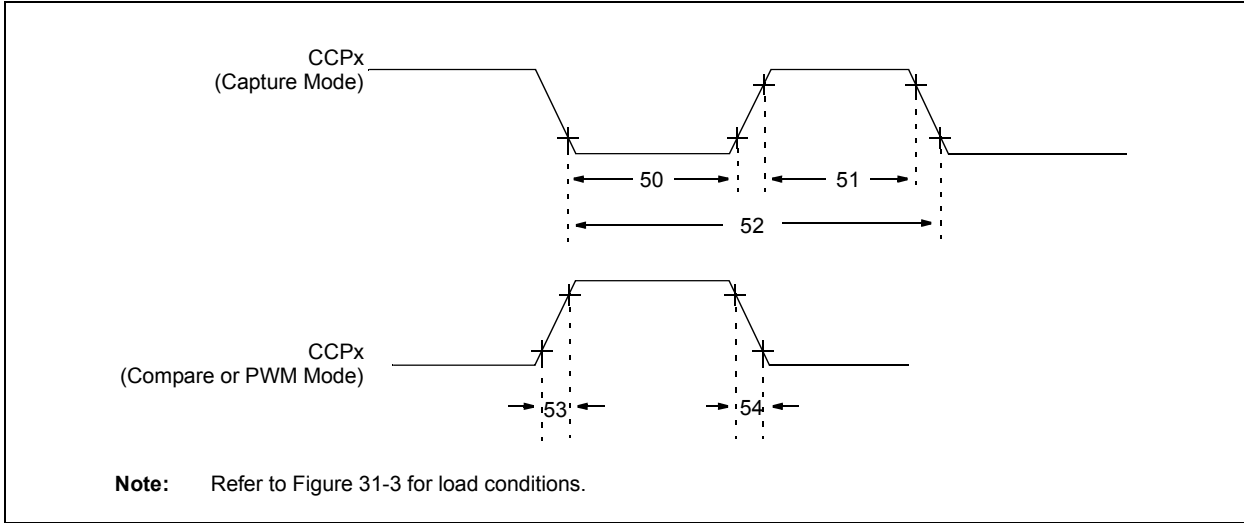 CCPx
(Capture Mode)
50
51
52
CCPx
(Compare or PWM Mode)
53
54
Note: Refer to Figure 31-3 for load conditions.